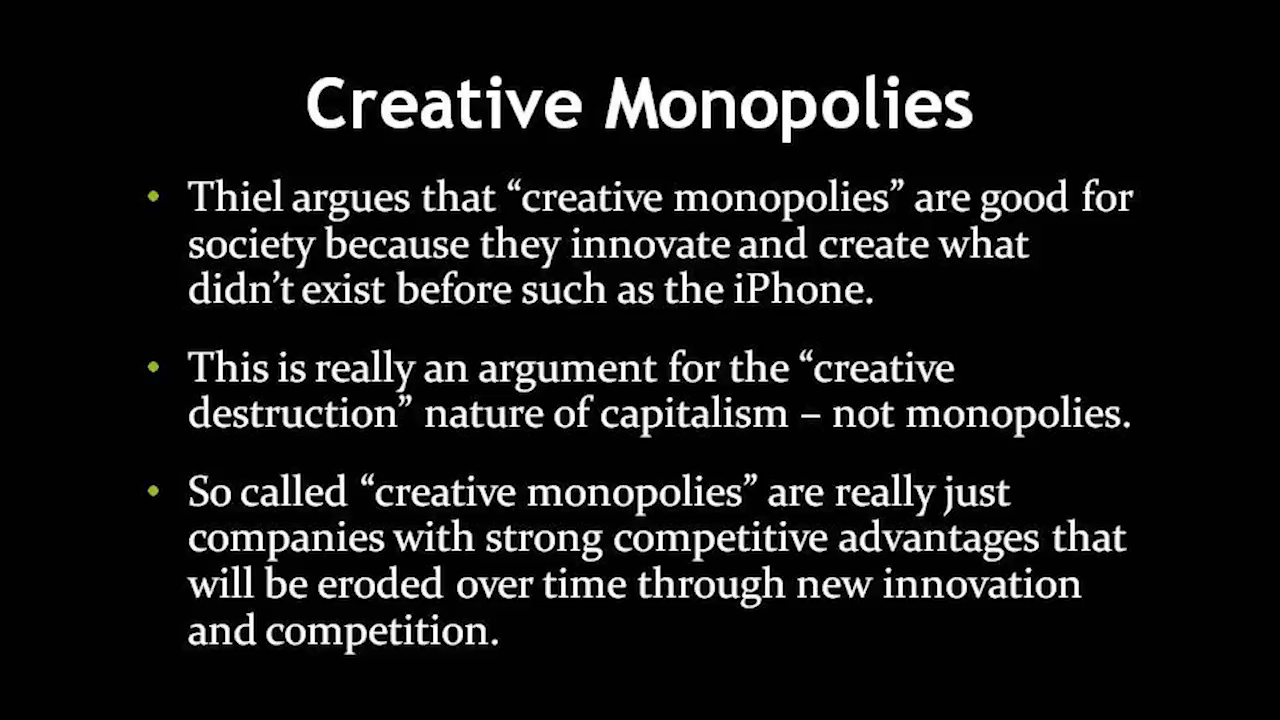 Creative Monopolies
• Thiel argues that “creative monopolies” are good for
society because they innovate and create what
didn’t exist before such as the iPhone.
• This is really an argument for the “creative
destruction” nature of capitalism – not monopolies.
• So called “creative monopolies” are really just
companies with strong competitive advantages that
will be eroded over time through new innovation
and competition.